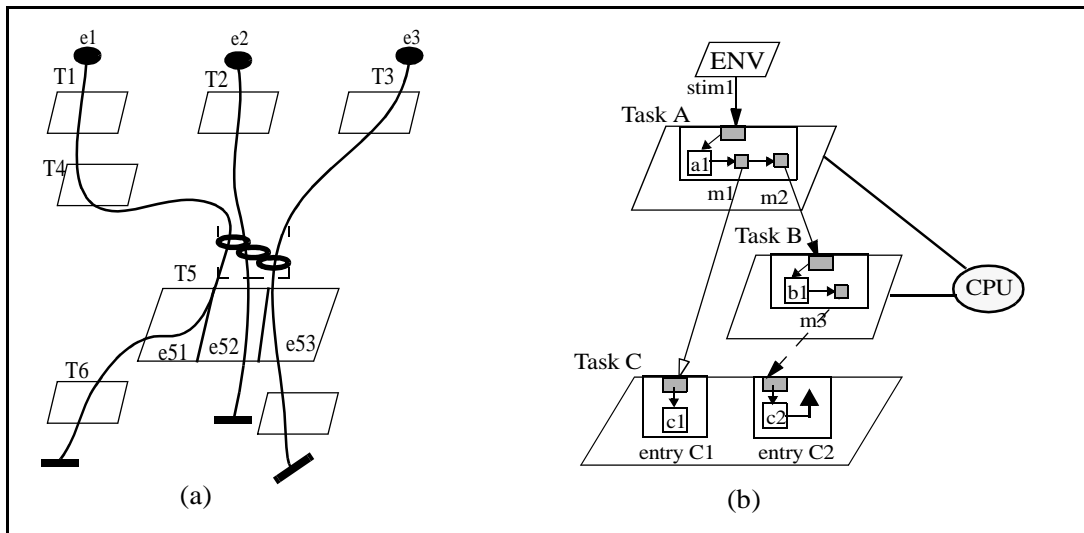 e1
e2
e3
T1
T2
T3
T4
T5
e51
e52
e53
T6
(a)
ENV
stim1
Task A
a1
m1
m2
Task B
b1
CPU
m3
Task C
c1
c2
entry C1
entry C2
(b)